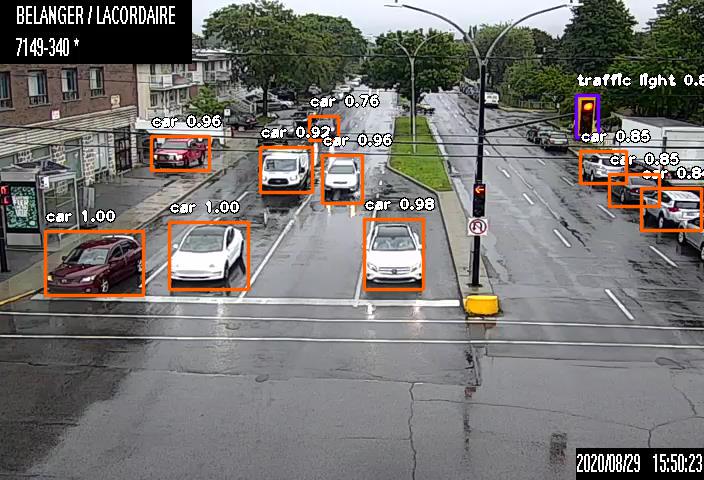 BELANGER / LACORDAIRE
7149-340 *
traffic light 0.8
car 0.76
car 0.96
car 0.92
car 0.96
car 0.85
car 0.85
car 0.84
car 1.00
car 1.00
car 0.98
2020/08/29 15:50:23